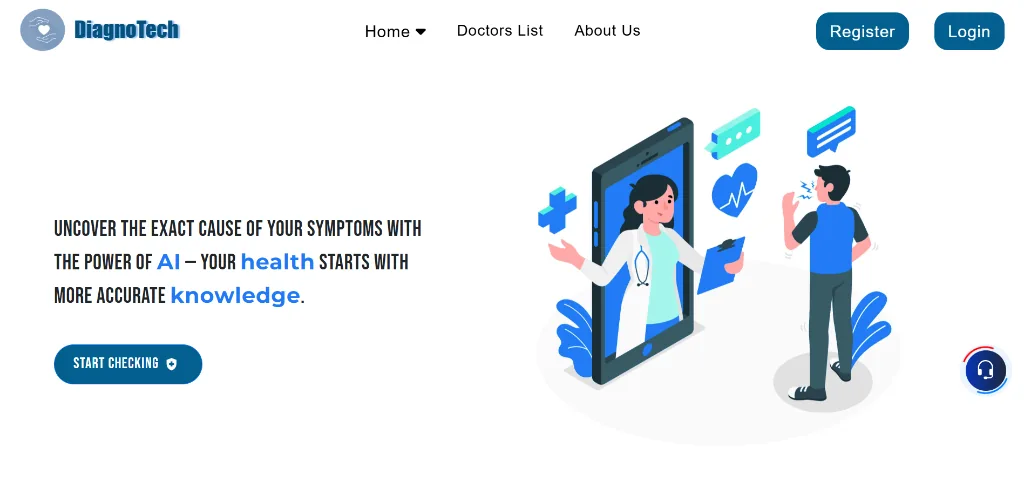 DiagnoTech
Home
Doctors List
About Us
Register
Login
UNCOVER THE EXACT CAUSE OF YOUR SYMPTOMS WITH
THE POWER OF AI – YOUR health STARTS WITH
MORE ACCURATE knowledge.
START CHECKING